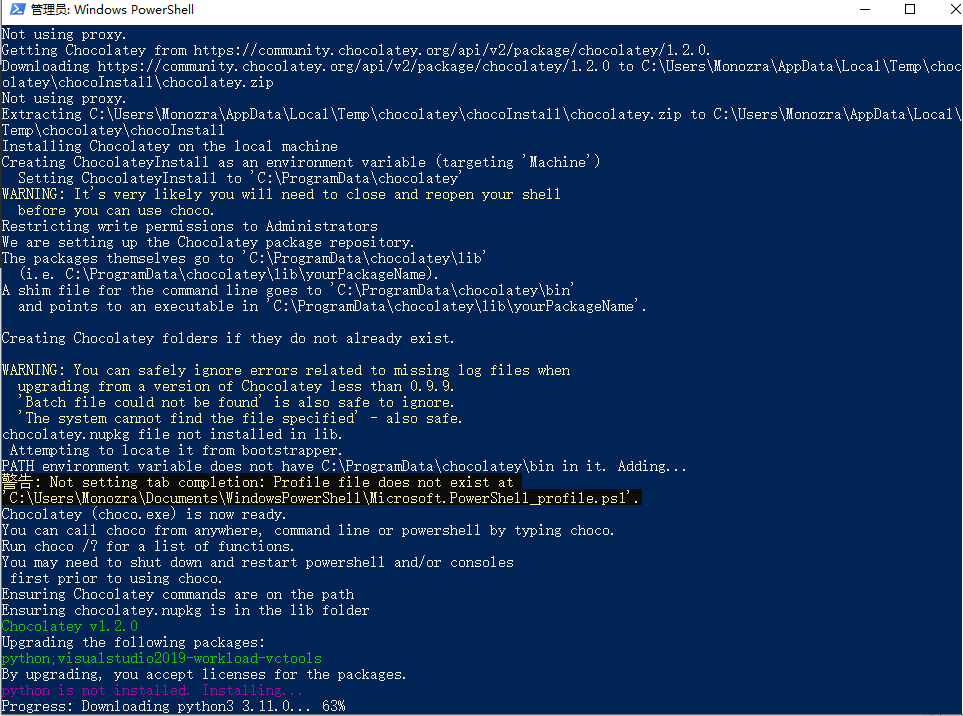 管理员: Windows PowerShell
Not using proxy.
Getting Chocolatey from https://community.chocolatey.org/api/v2/package/chocolatey/1.2.0.
Downloading https://community.chocolatey.org/api/v2/package/chocolatey/1.2.0 to C:\Users\Monozra\AppData\Local\Temp\choc
olatey\chocoInstall\chocolatey.zip
Not using proxy.
Extracting C:\Users\Monozra\AppData\Local\Temp\chocolatey\chocoInstall\chocolatey.zip to C:\Users\Monozra\AppData\Local\
Temp\chocolatey\chocoInstall
Installing Chocolatey on the local machine
Creating ChocolateyInstall as an environment variable (targeting 'Machine')
  Setting ChocolateyInstall to 'C:\ProgramData\chocolatey'
WARNING: It's very likely you will need to close and reopen your shell
  before you can use choco.
Restricting write permissions to Administrators
We are setting up the Chocolatey package repository.
The packages themselves go to 'C:\ProgramData\chocolatey\lib'
  (i.e. C:\ProgramData\chocolatey\lib\yourPackageName).
A shim file for the command line goes to 'C:\ProgramData\chocolatey\bin'
  and points to an executable in 'C:\ProgramData\chocolatey\lib\yourPackageName'.
Creating Chocolatey folders if they do not already exist.
WARNING: You can safely ignore errors related to missing log files when
  upgrading from a version of Chocolatey less than 0.9.9.
  'Batch file could not be found' is also safe to ignore.
  'The system cannot find the file specified' - also safe.
chocolatey.nupkg file not installed in lib.
 Attempting to locate it from bootstrapper.
PATH environment variable does not have C:\ProgramData\chocolatey\bin in it. Adding...
警告: Not setting tab completion: Profile file does not exist at
'C:\Users\Monozra\Documents\WindowsPowerShell\Microsoft.PowerShell_profile.ps1'.
Chocolatey (choco.exe) is now ready.
You can call choco from anywhere, command line or powershell by typing choco.
Run choco /? for a list of functions.
You may need to shut down and restart powershell and/or consoles
 first prior to using choco.
Ensuring Chocolatey commands are on the path
Ensuring chocolatey.nupkg is in the lib folder
Chocolatey v1.2.0
Upgrading the following packages:
python;visualstudio2019-workload-vctools
By upgrading, you accept licenses for the packages.
python is not installed. Installing...
Progress: Downloading python3 3.11.0... 63%